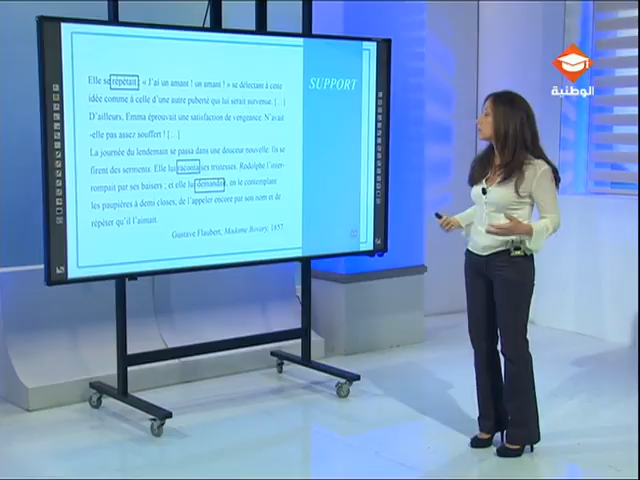 Elle se répétait : « J'ai un amant ! un amant ! » se délectant à cette
idée comme à celle d'une autre puberté qui lui serait survenue. [...]
D'ailleurs, Emma éprouvait une satisfaction de vengeance. N'avait
-elle pas assez souffert ! [...]
La journée du lendemain se passa dans une douceur nouvelle. Ils se
firent des serments. Elle lui raconta ses tristesses. Rodolphe l'inter-
rompait par ses baisers ; et elle lui demandait, en le contemplant
les paupières à demi closes, de l'appeler encore par son nom et de
répéter qu'il l'aimait.
Gustave Flaubert, Madame Bovary, 1857.
SUPPORT
الوطنية